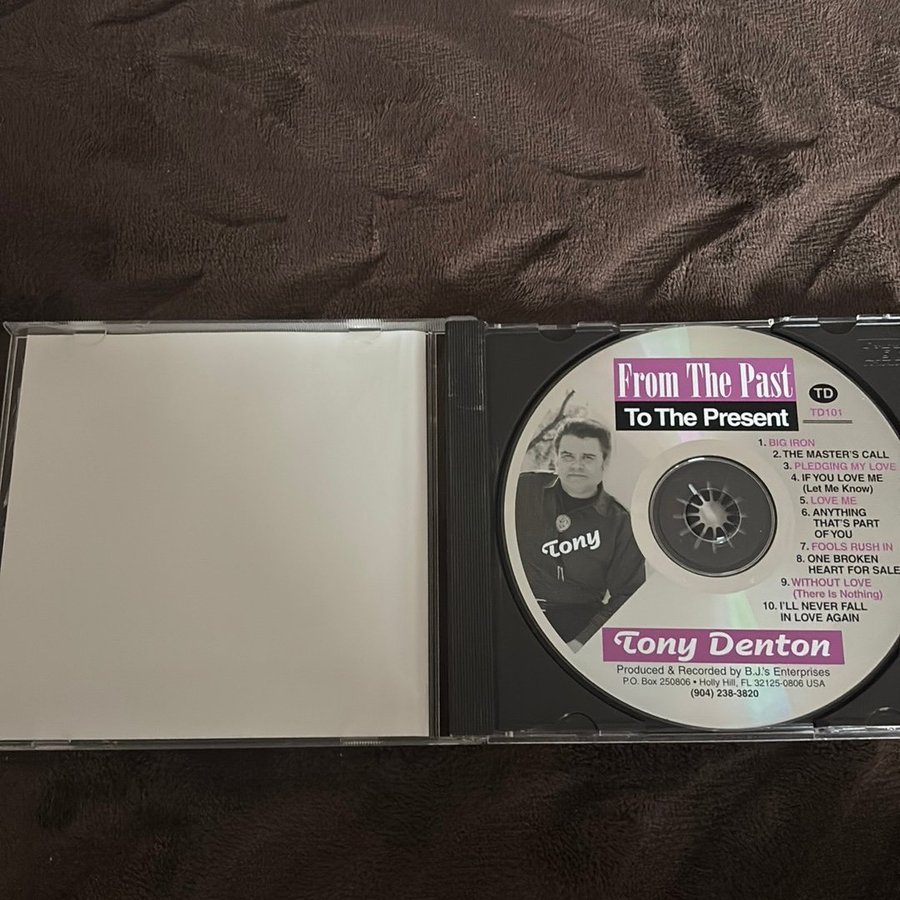 From The Past
To The Present
TD
TD101
1. BIG IRON
2. THE MASTER'S CALL
3. PLEDGING MY LOVE
4. IF YOU LOVE ME
(Let Me Know)
5. LOVE ME
6. ANYTHING
THAT'S PART
OF YOU
7. FOOLS RUSH IN
8. ONE BROKEN
HEART FOR SALE
9. WITHOUT LOVE
(There Is Nothing)
10. I'LL NEVER FALL
IN LOVE AGAIN
Tony
Tony Denton
Produced & Recorded by B.J.'s Enterprises
P.O. Box 250806 • Holly Hill, FL 32125-0806 USA
(904) 238-3820